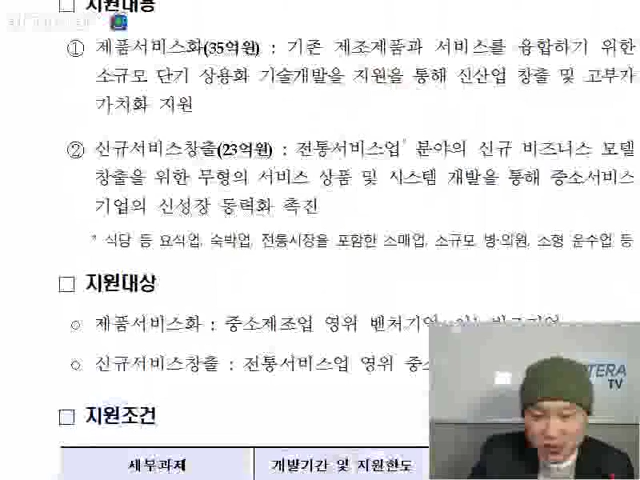 □ 지원내용
① 제품서비스화(35억원) : 기존 제조제품과 서비스를 융합하기 위한
소규모 단기 상용화 기술개발을 지원을 통해 신산업 창출 및 고부가
가치화 지원
② 신규서비스창출(23억원) : 전통서비스업* 분야의 신규 비즈니스 모델
창출을 위한 무형의 서비스 상품 및 시스템 개발을 통해 중소서비스
기업의 신성장 동력화 촉진
* 식당 등 요식업, 숙박업, 전통시장을 포함한 소매업, 소규모 병·의원, 소형 운수업 등
□ 지원대상
○ 제품서비스화 : 중소제조업 영위 벤처기업
○ 신규서비스창출 : 전통서비스업 영위 중소
TERA
TV
□ 지원조건
세부과제 개발기간 및 지원한도